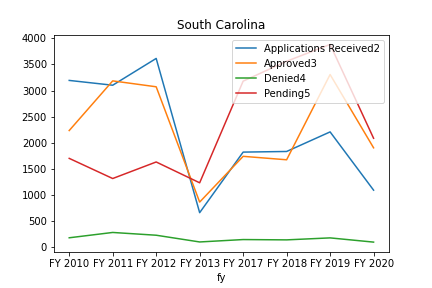 South Carolina
4000
3500
3000
2500
2000
1500
1000
500
0
Applications Received2
Approved3
Denied4
Pending5
FY 2010 FY 2011 FY 2012 FY 2013 FY 2017 FY 2018 FY 2019 FY 2020
fy